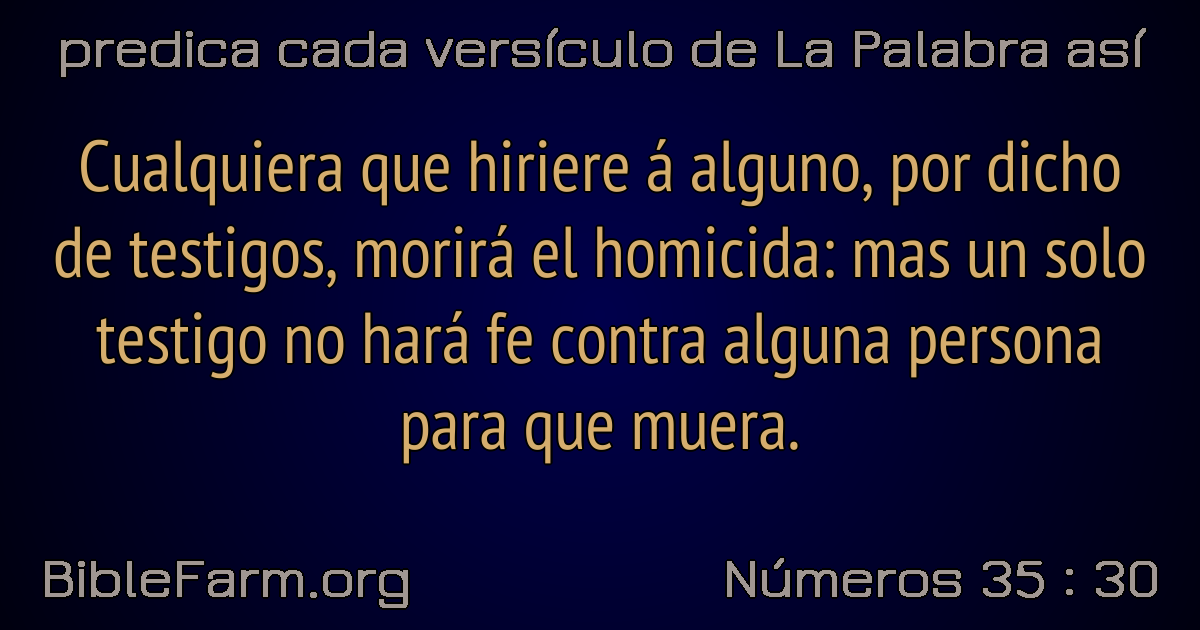 predica cada versículo de La Palabra así
Cualquiera que hiriere á alguno, por dicho
de testigos, morirá el homicida: mas un solo
testigo no hará fe contra alguna persona
para que muera.
BibleFarm.org
Números 35 : 30